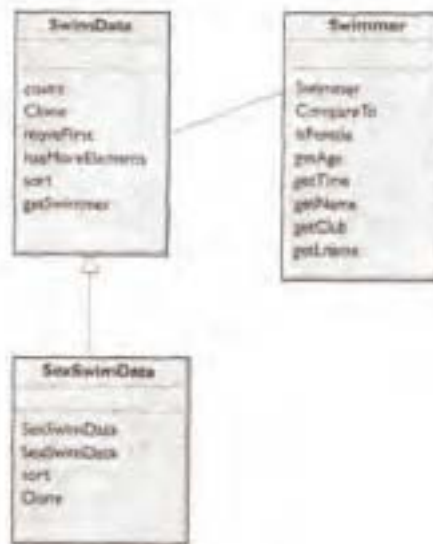 SwimData
count
Clone
moveFirst
hasMoreElements
sort
getSwimmer
Swimmer
Swimmer
CompareTo
isFemale
getAge
getTime
getName
getClub
getLname
SexSwimData
SexSwimData
SexSwimData
sort
Clone